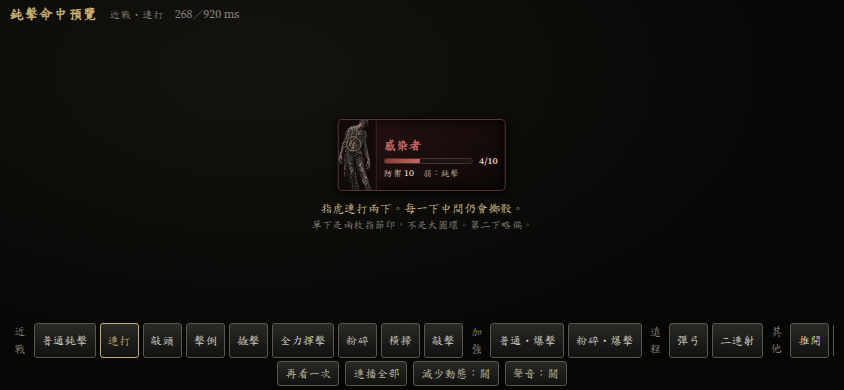 鈍擊命中預覽 近戰・連打 268／920 ms
感染者
4/10
防禦 10 弱：鈍擊
指虎連打兩下。每一下中間仍會擲骰。
單下是兩枚指節印，不是大圓環。第二下略偏。
近戰 普通鈍擊 連打 敲頭 擊倒 撬擊 全力揮擊 粉碎 橫掃 敲擊 加強 普通・爆擊 粉碎・爆擊 遠程 彈弓 二連射 其他 推開
再看一次 連播全部 減少動態：關 聲音：關